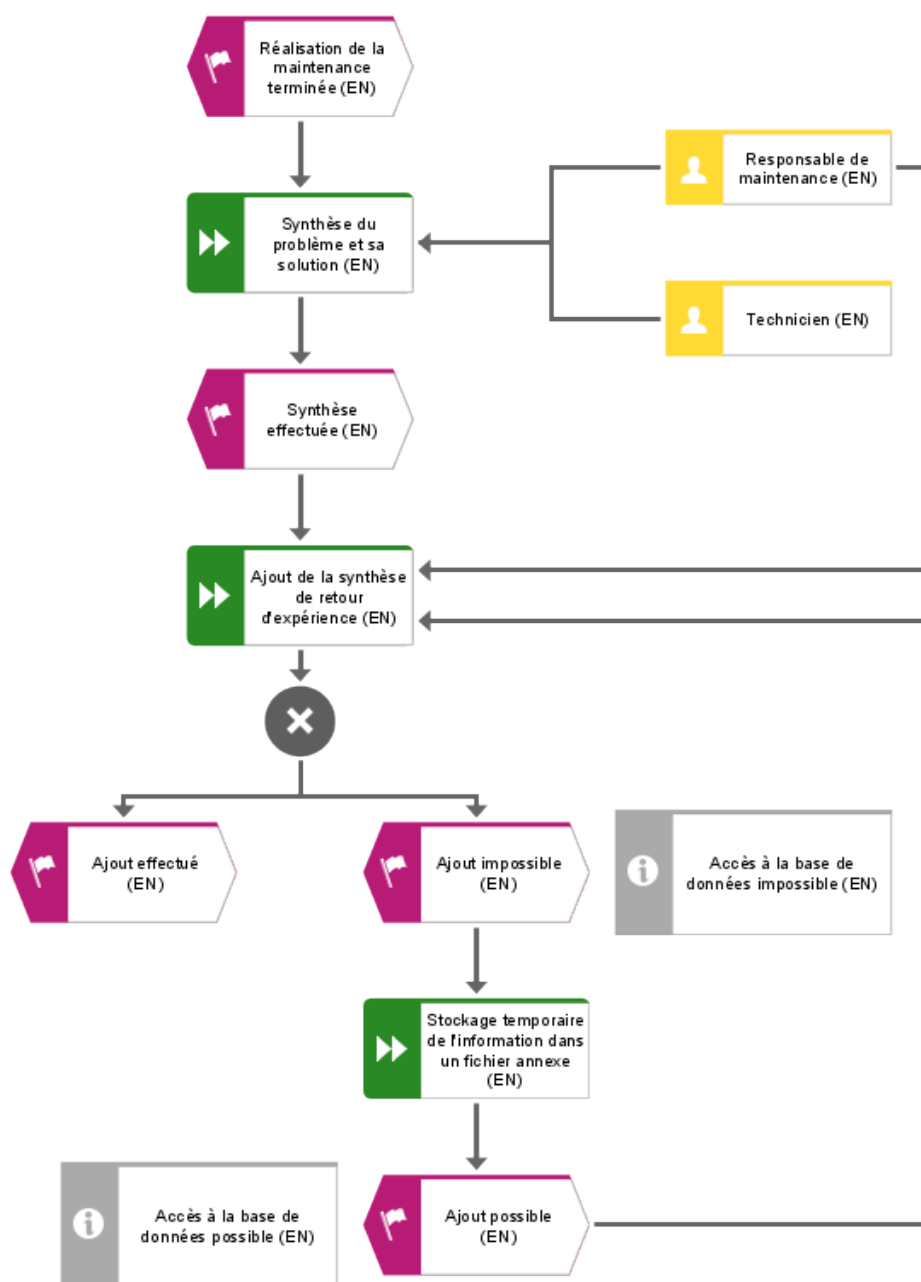 Réalisation de la
maintenance
terminée (EN)
Responsable de
maintenance (EN)
Synthèse du
problème et sa
solution (EN)
Technicien (EN)
Synthèse
effectuée (EN)
Ajout de la synthèse
de retour
d'expérience (EN)
Ajout effectué
(EN)
Ajout impossible
(EN)
Accès à la base de
données impossible (EN)
Stockage temporaire
de l'information dans
un fichier annexe
(EN)
Accès à la base de
données possible (EN)
Ajout possible
(EN)